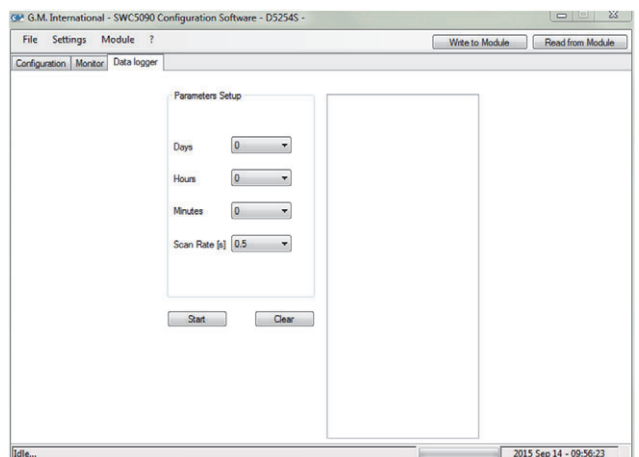 G.M. International - SWC5090 Configuration Software - D5254S -
File Settings Module ?
Write to Module Read from Module
Configuration Monitor Data logger
Parameters Setup
Days 0
Hours 0
Minutes 0
Scan Rate [s] 0.5
Start Clear
Idle... 2015 Sep 14 - 09:56:23